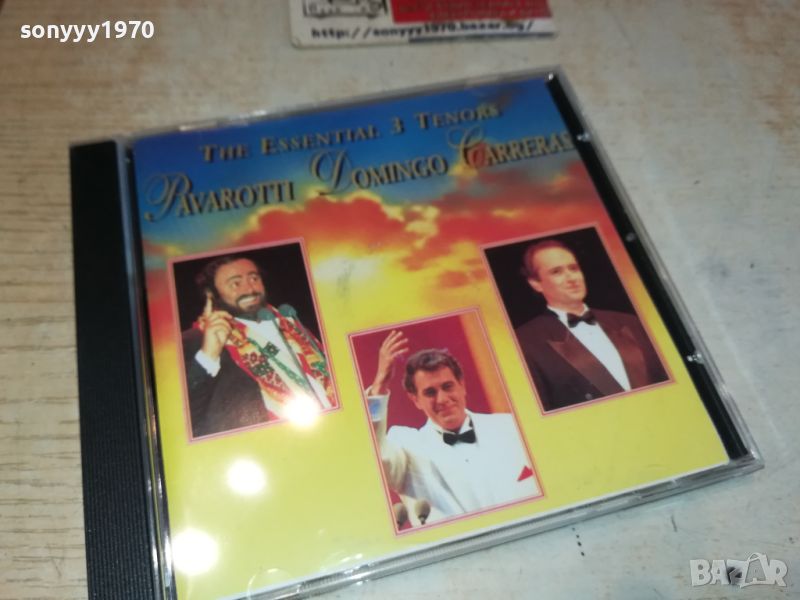 sonyyy1970
http://sonyyy1970.bazar.bg/
THE ESSENTIAL 3 TENORS
PAVAROTTI DOMINGO CARRERAS
BAZAR